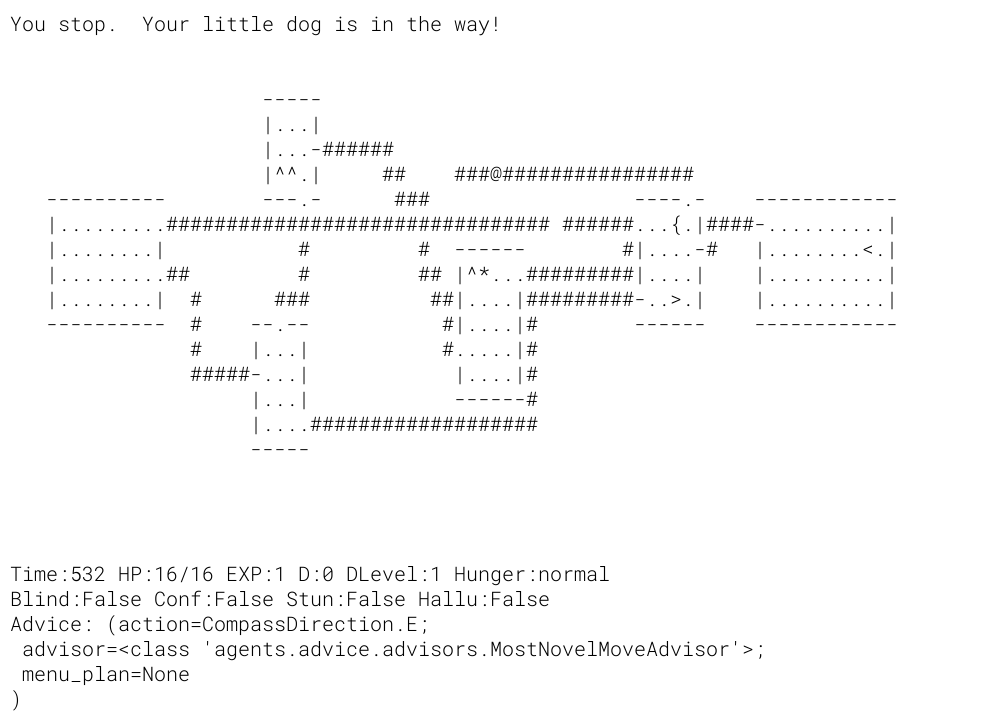 You stop.  Your little dog is in the way!

                     -----
                     |...|
                     |...-######
                     |^^.|     ##    ###@################
   ----------        ---.-      ###                 ----.-    ------------
   |.........################################ ######...{.|####-..........|
   |........|           #         #  ------        #|....-#   |........<.|
   |.........##         #         ## |^*...#########|....|    |..........|
   |........|  #      ###          ##|....|#########-..>.|    |..........|
   ----------  #    --.--           #|....|#        ------    ------------
               #    |...|           #.....|#
               #####-...|            |....|#
                    |...|            ------#
                    |....###################
                    -----

Time:532 HP:16/16 EXP:1 D:0 DLevel:1 Hunger:normal
Blind:False Conf:False Stun:False Hallu:False
Advice: (action=CompassDirection.E;
 advisor=<class 'agents.advice.advisors.MostNovelMoveAdvisor'>;
 menu_plan=None
)